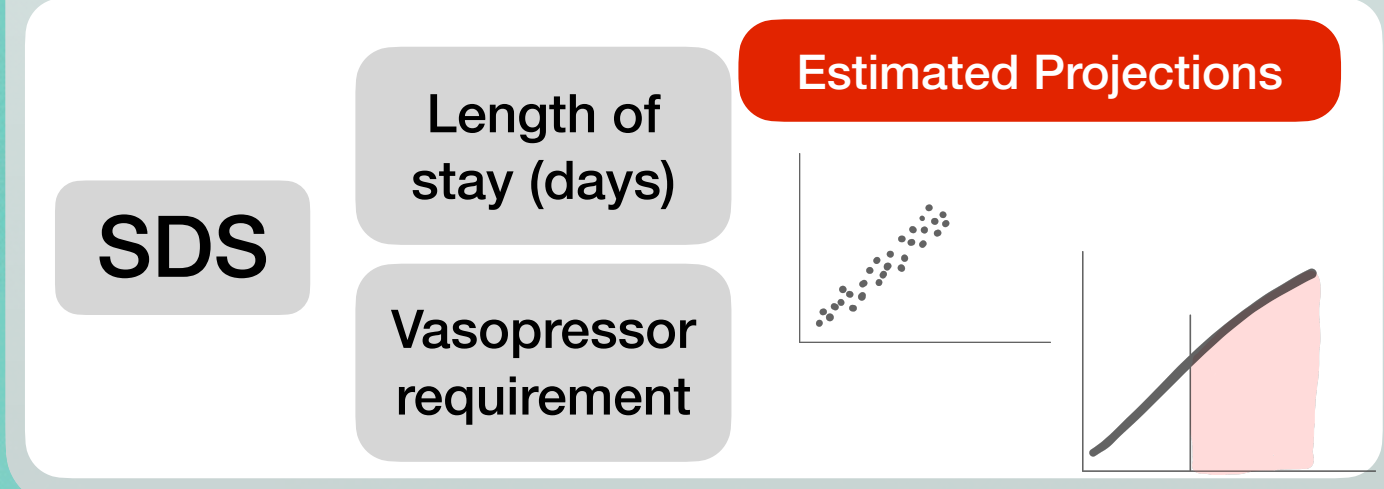 SDS
Length of
stay (days)
Vasopressor
requirement
Estimated Projections